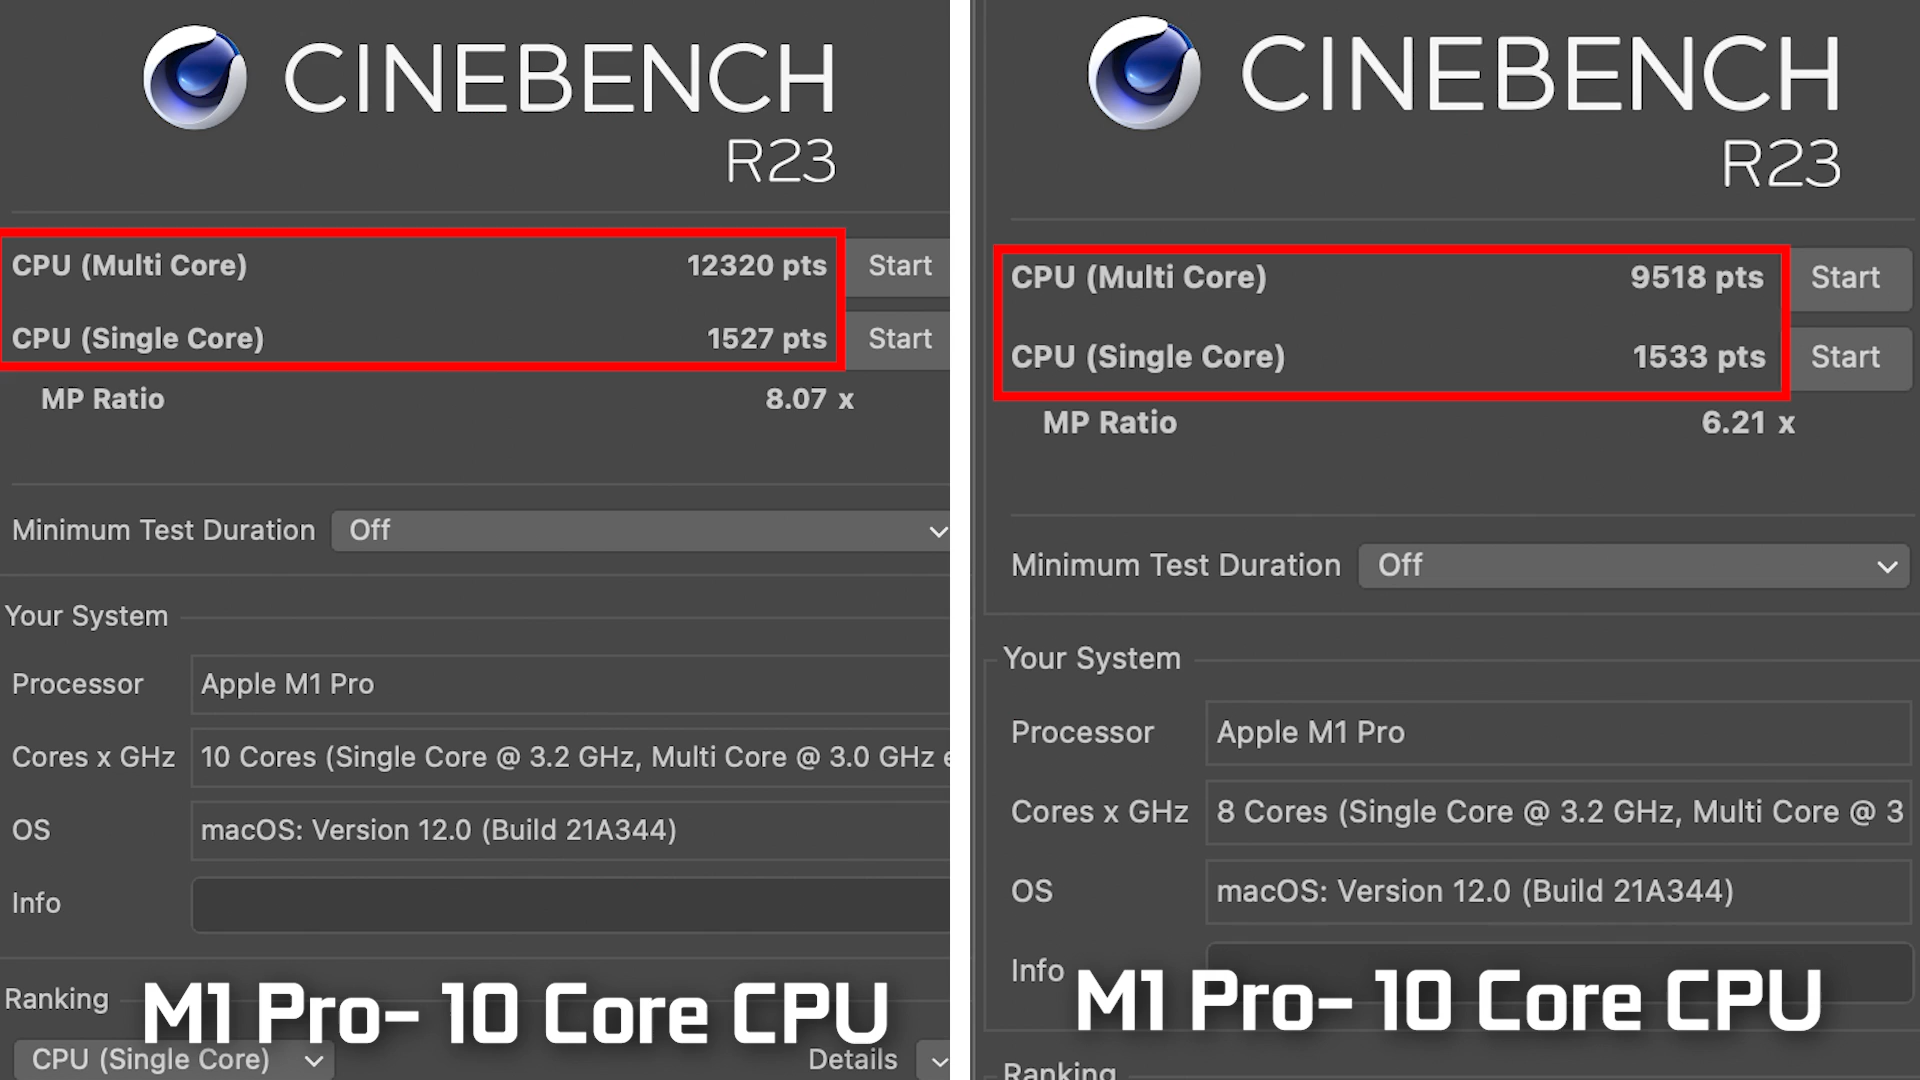 CINEBENCH
R23
CPU (Multi Core) 12320 pts Start
CPU (Single Core) 1527 pts Start
MP Ratio 8.07 x
Minimum Test Duration Off
Your System
Processor Apple M1 Pro
Cores x GHz 10 Cores (Single Core @ 3.2 GHz, Multi Core @ 3.0 GHz
OS macOS: Version 12.0 (Build 21A344)
Info
Ranking
M1 Pro- 10 Core CPU
CPU (Single Core) Details
CINEBENCH
R23
CPU (Multi Core) 9518 pts Start
CPU (Single Core) 1533 pts Start
MP Ratio 6.21 x
Minimum Test Duration Off
Your System
Processor Apple M1 Pro
Cores x GHz 8 Cores (Single Core @ 3.2 GHz, Multi Core @ 3
OS macOS: Version 12.0 (Build 21A344)
Info
M1 Pro- 10 Core CPU
Ranking